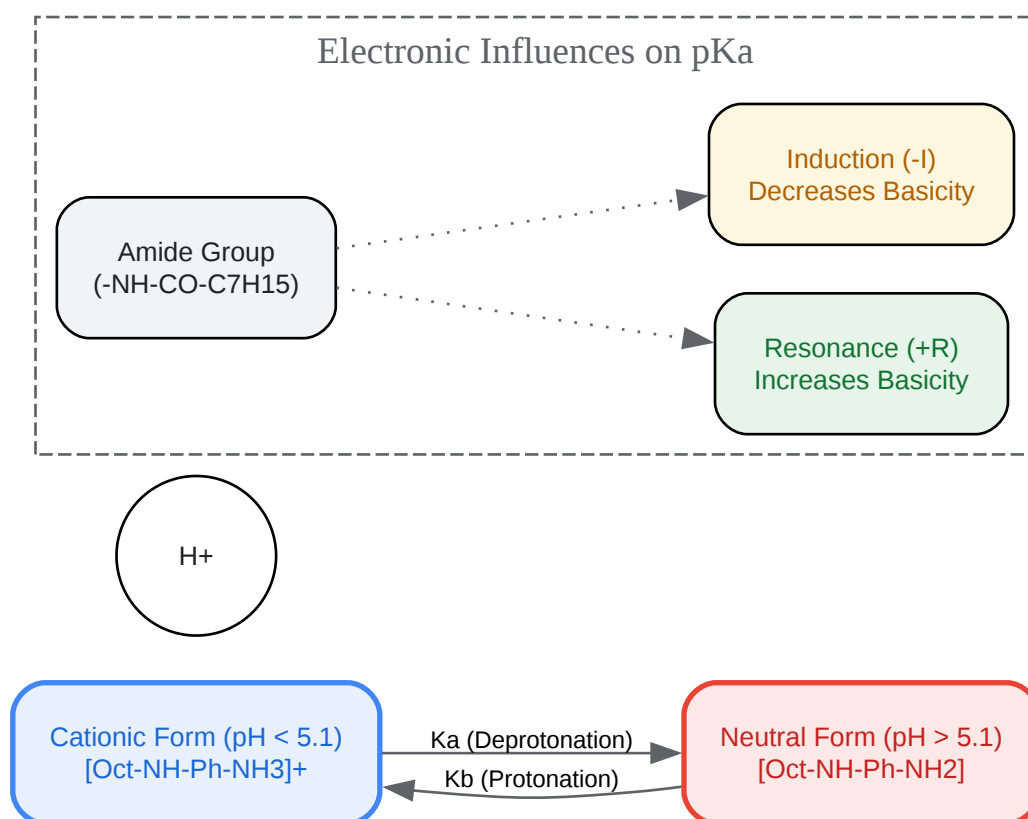 Electronic Influences on pKa
Induction (-I)
Decreases Basicity
Amide Group
(-NH-CO-C7H15)
Resonance (+R)
Increases Basicity
H+
Cationic Form (pH < 5.1)
[Oct-NH-Ph-NH3]+
Ka (Deprotonation)
Kb (Protonation)
Neutral Form (pH > 5.1)
[Oct-NH-Ph-NH2]